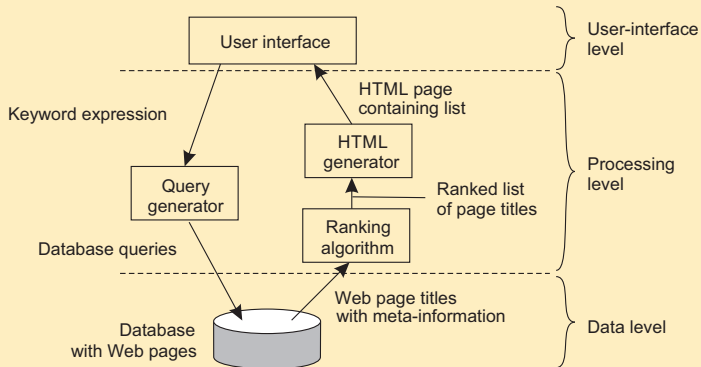 User interface
User-interface
level
Keyword expression
HTML page
containing list
HTML
generator
Processing
level
Query
generator
Ranked list
of page titles
Ranking
algorithm
Database queries
Web page titles
with meta-information
Database
with Web pages
Data level